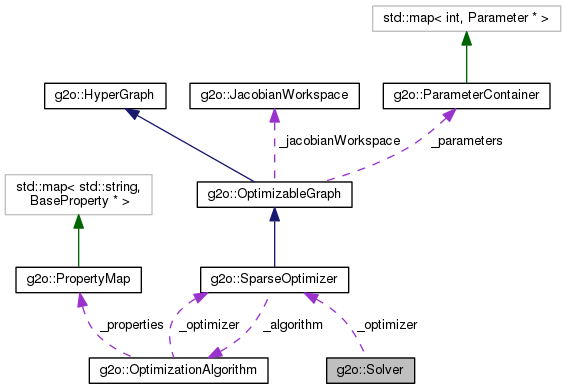 std::map< int, Parameter * >
g2o::HyperGraph
g2o::JacobianWorkspace
g2o::ParameterContainer
_jacobianWorkspace
_parameters
std::map< std::string,
BaseProperty * >
g2o::OptimizableGraph
g2o::PropertyMap
g2o::SparseOptimizer
_properties
_optimizer
_algorithm
_optimizer
g2o::OptimizationAlgorithm
g2o::Solver